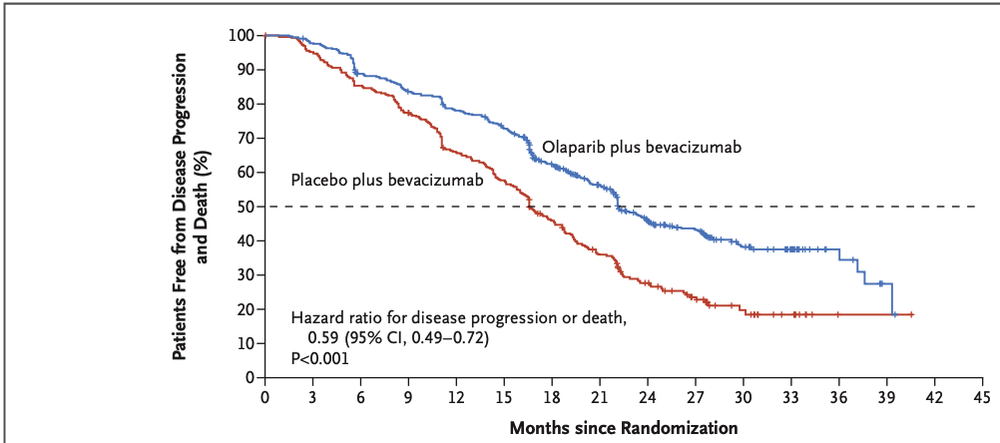 Patients Free from Disease Progression
and Death (%)
100
90
80
70
60
50
40
30
20
10
0
Olaparib plus bevacizumab
Placebo plus bevacizumab
Hazard ratio for disease progression or death,
0.59 (95% CI, 0.49–0.72)
P<0.001
0 3 6 9 12 15 18 21 24 27 30 33 36 39 42 45
Months since Randomization